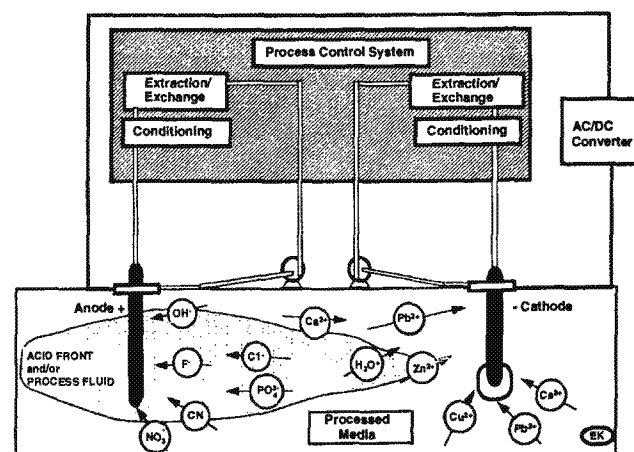 Process Control System
Extraction/
Exchange
Conditioning
Extraction/
Exchange
Conditioning
AC/DC
Converter
Anode +
- Cathode
OH⁻
Ca²⁺
Pb²⁺
ACID FRONT
and/or
PROCESS FLUID
F⁻
C1⁻
H₃O⁺
Zn²⁺
PO₄³⁻
CN
NO₃
Processed
Media
Cu²⁺
Pb²⁺
Ca²⁺
EK